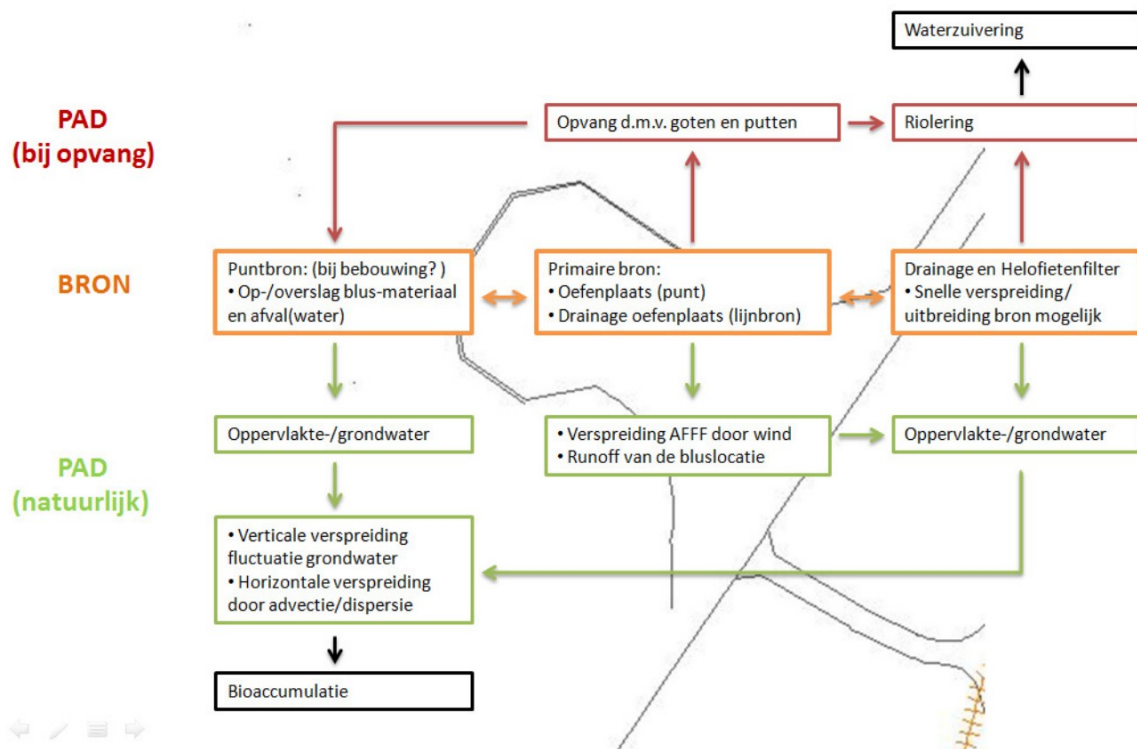 Waterzuivering
PAD
(bij opvang)
Opvang d.m.v. goten en putten
Riolering
BRON
Puntbron: (bij bebouwing? )
• Op-/overslag blus-materiaal
en afval(water)
Primaire bron:
• Oefenplaats (punt)
• Drainage oefenplaats (lijnbron)
Drainage en Helofietenfilter
• Snelle verspreiding/
uitbreiding bron mogelijk
PAD
(natuurlijk)
Oppervlakte-/grondwater
• Verspreiding AFFF door wind
• Runoff van de bluslocatie
Oppervlakte-/grondwater
• Verticale verspreiding
fluctuatie grondwater
• Horizontale verspreiding
door advectie/dispersie
Bioaccumulatie